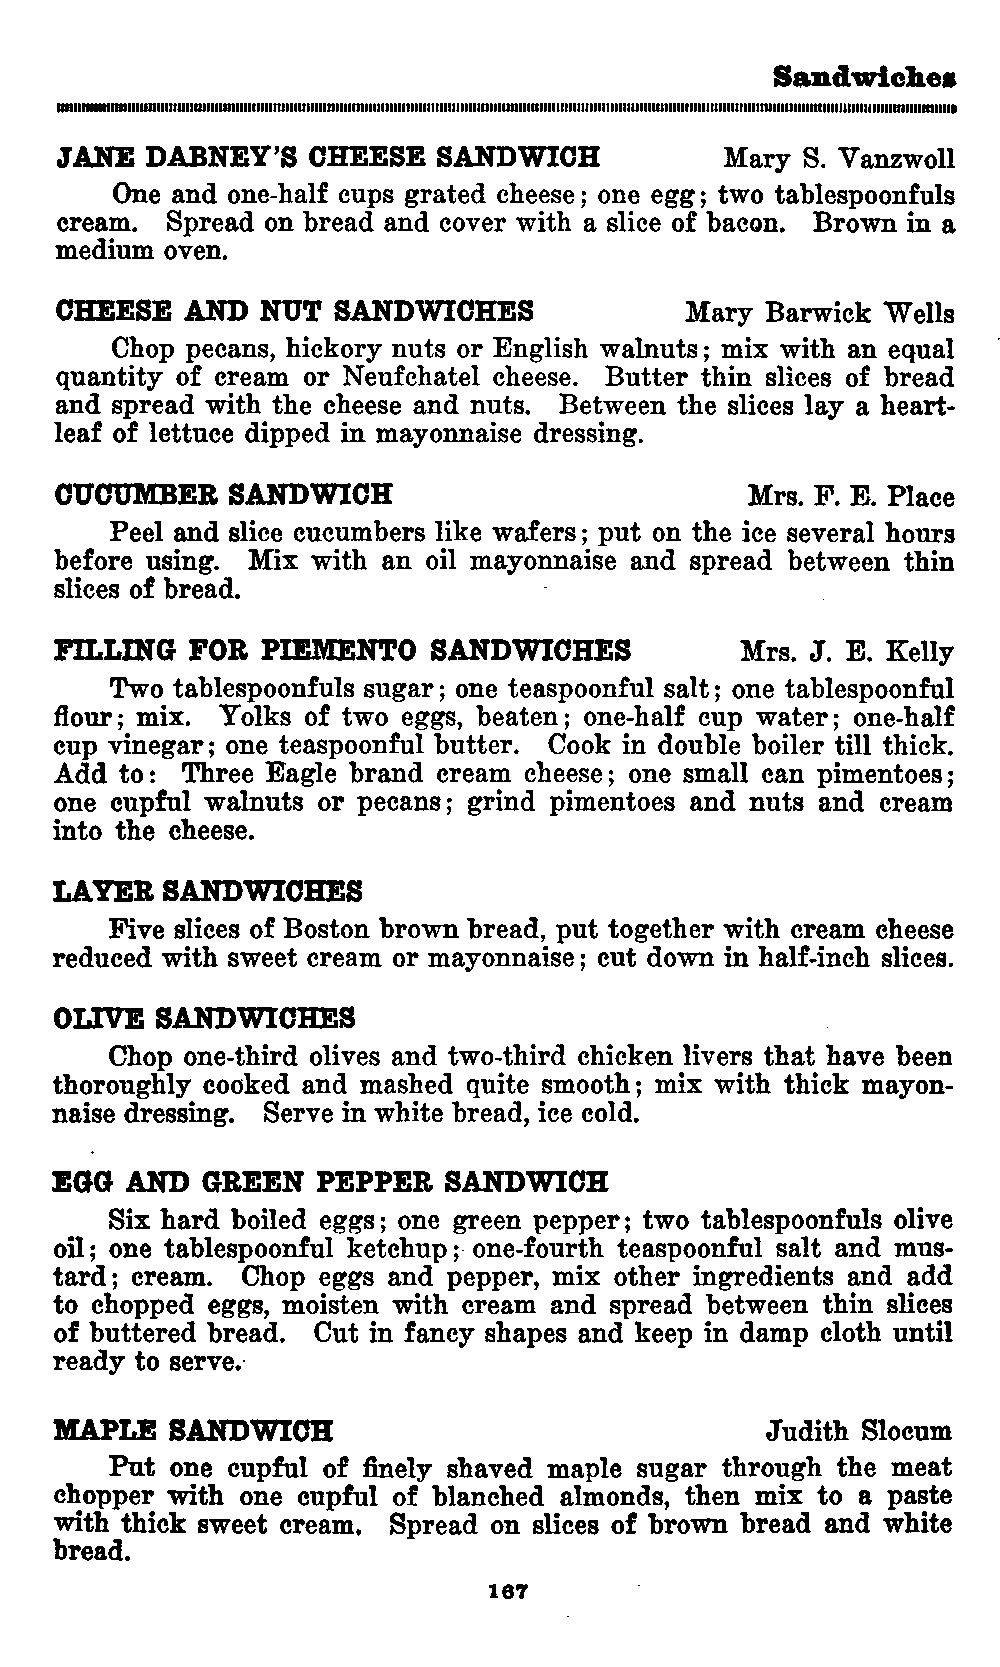 Sandwiches
JANE DABNEY'S CHEESE SANDWICH Mary S. Vanzwoll
One and one-half cups grated cheese; one egg; two tablespoonfuls
cream. Spread on bread and cover with a slice of bacon. Brown in a
medium oven.
CHEESE AND NUT SANDWICHES Mary Barwick Wells
Chop pecans, hickory nuts or English walnuts; mix with an equal
quantity of cream or Neufchatel cheese. Butter thin slices of bread
and spread with the cheese and nuts. Between the slices lay a heart-
leaf of lettuce dipped in mayonnaise dressing.
CUCUMBER SANDWICH Mrs. F. E. Place
Peel and slice cucumbers like wafers; put on the ice several hours
before using. Mix with an oil mayonnaise and spread between thin
slices of bread.
FILLING FOR PIEMENTO SANDWICHES Mrs. J. E. Kelly
Two tablespoonfuls sugar; one teaspoonful salt; one tablespoonful
flour; mix. Yolks of two eggs, beaten; one-half cup water; one-half
cup vinegar; one teaspoonful butter. Cook in double boiler till thick.
Add to: Three Eagle brand cream cheese; one small can pimentoes;
one cupful walnuts or pecans; grind pimentoes and nuts and cream
into the cheese.
LAYER SANDWICHES
Five slices of Boston brown bread, put together with cream cheese
reduced with sweet cream or mayonnaise; cut down in half-inch slices.
OLIVE SANDWICHES
Chop one-third olives and two-third chicken livers that have been
thoroughly cooked and mashed quite smooth; mix with thick mayon-
naise dressing. Serve in white bread, ice cold.
EGG AND GREEN PEPPER SANDWICH
Six hard boiled eggs; one green pepper; two tablespoonfuls olive
oil; one tablespoonful ketchup; one-fourth teaspoonful salt and mus-
tard; cream. Chop eggs and pepper, mix other ingredients and add
to chopped eggs, moisten with cream and spread between thin slices
of buttered bread. Cut in fancy shapes and keep in damp cloth until
ready to serve.
MAPLE SANDWICH Judith Slocum
Put one cupful of finely shaved maple sugar through the meat
chopper with one cupful of blanched almonds, then mix to a paste
with thick sweet cream. Spread on slices of brown bread and white
bread.
167